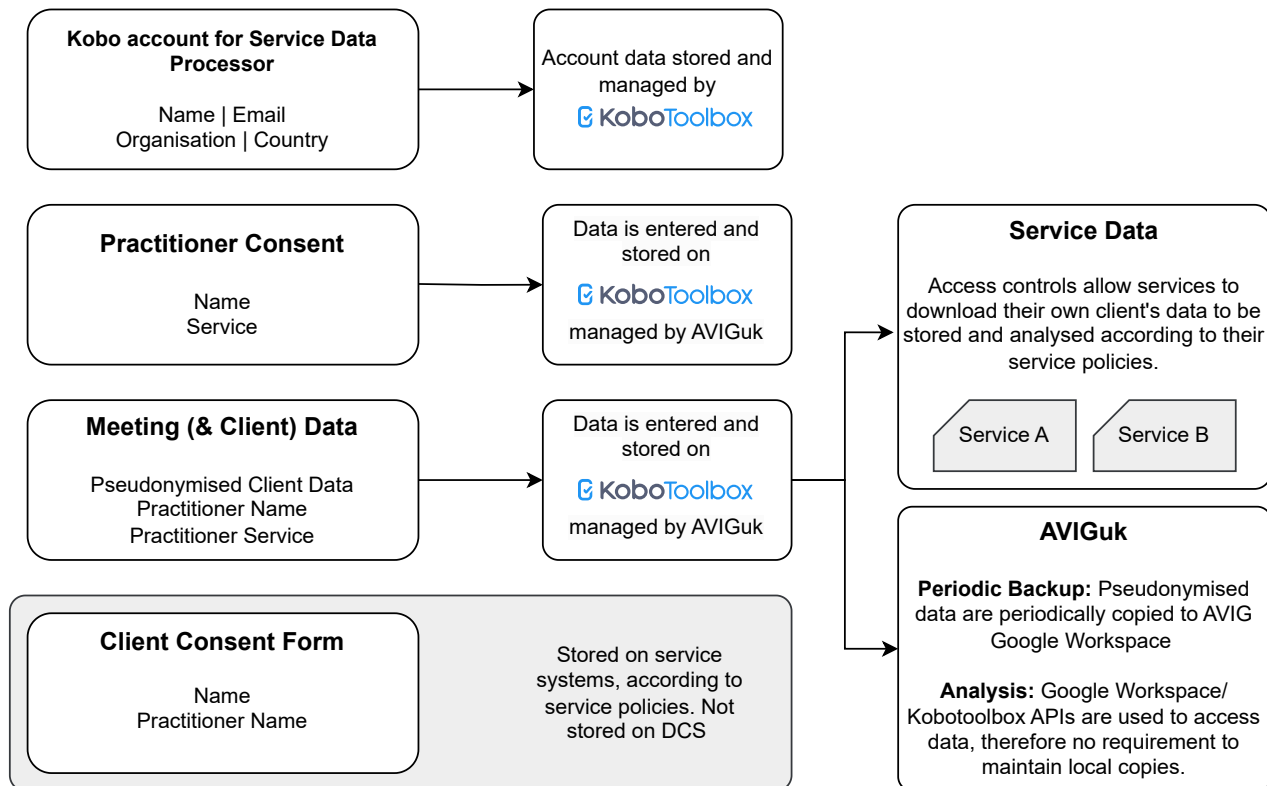 Kobo account for Service Data
Processor
Name | Email
Organisation | Country
Account data stored and
managed by
KoboToolbox
Practitioner Consent
Name
Service
Data is entered and
stored on
KoboToolbox
managed by AVIGuk
Meeting (& Client) Data
Pseudonymised Client Data
Practitioner Name
Practitioner Service
Data is entered and
stored on
KoboToolbox
managed by AVIGuk
Service Data
Access controls allow services to
download their own client's data to be
stored and analysed according to their
service policies.
Service A
Service B
AVIGuk
Periodic Backup: Pseudonymised
data are periodically copied to AVIG
Google Workspace
Analysis: Google Workspace/
Kobotoolbox APIs are used to access
data, therefore no requirement to
maintain local copies.
Client Consent Form
Name
Practitioner Name
Stored on service
systems, according to
service policies. Not
stored on DCS